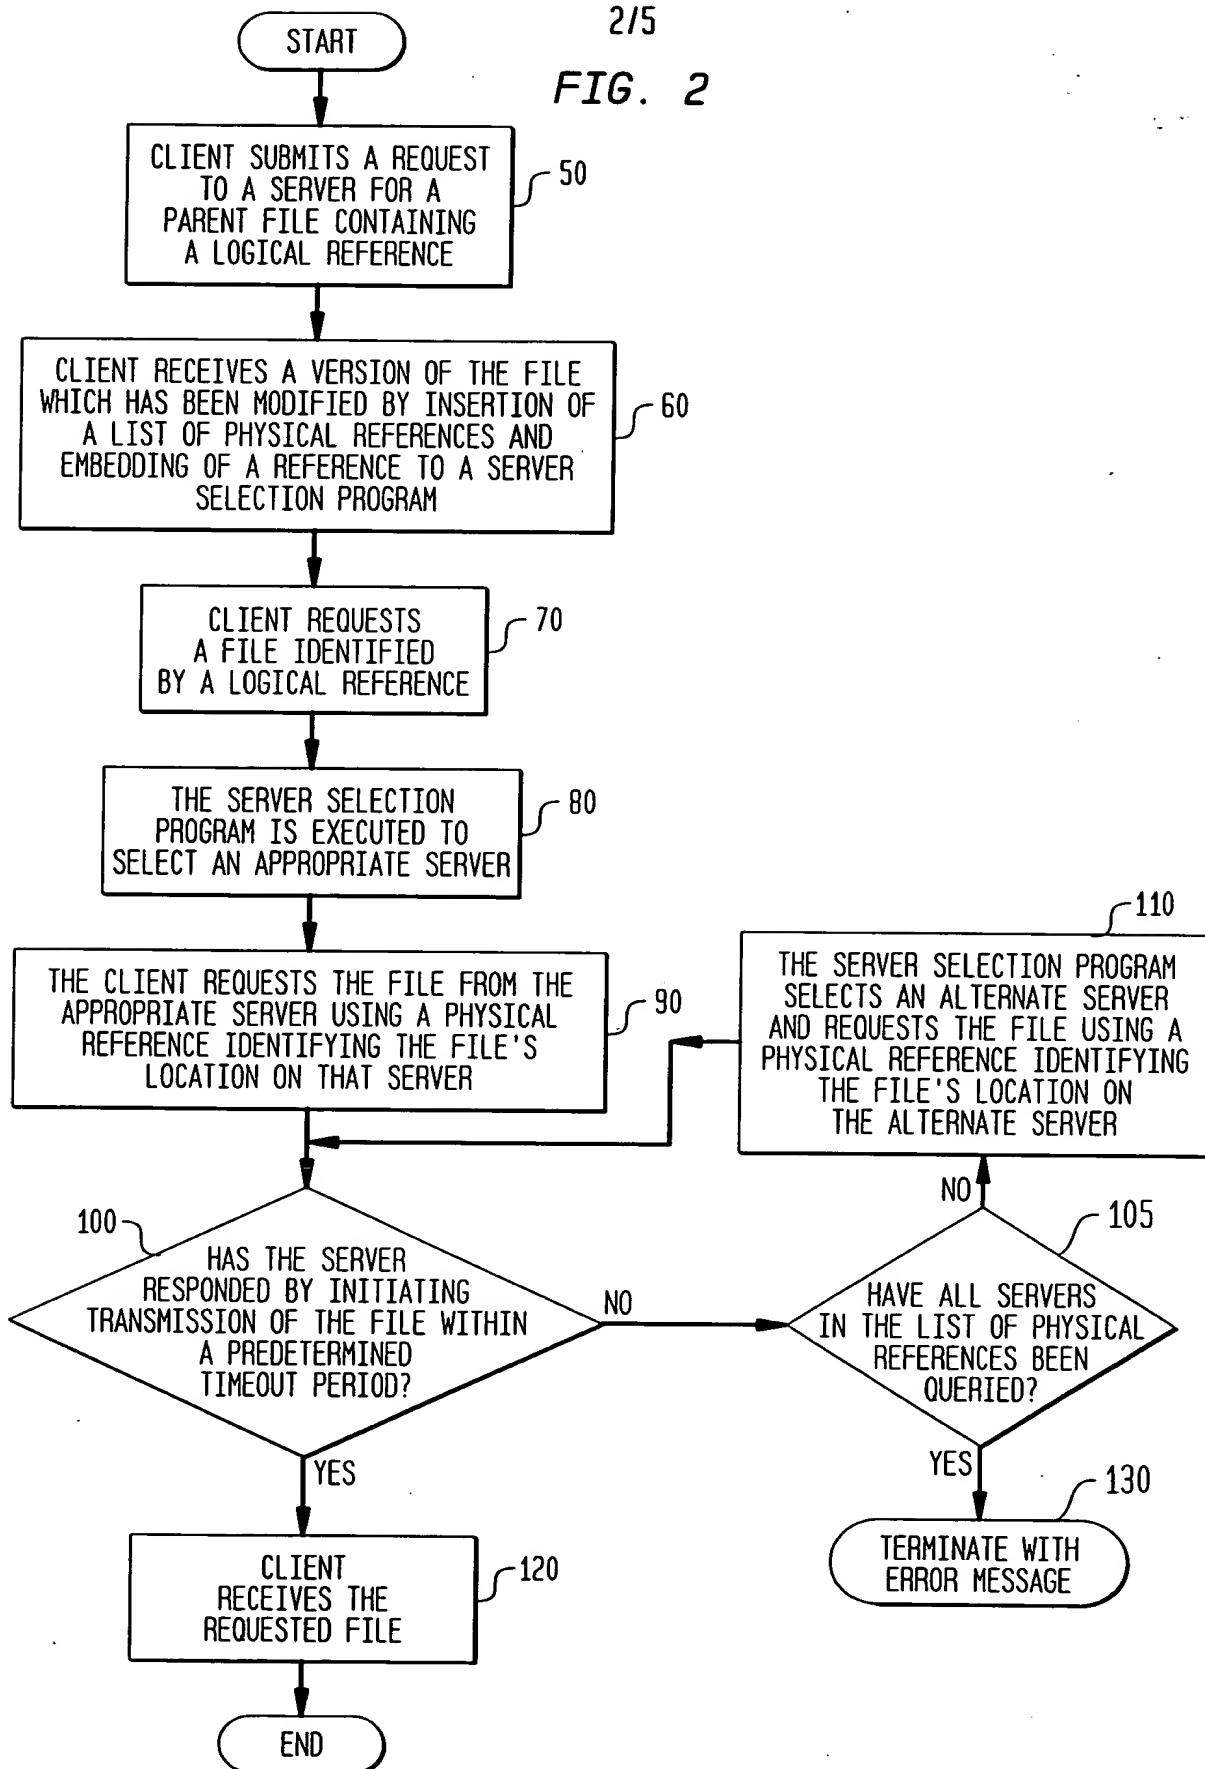 2/5
FIG. 2
START
CLIENT SUBMITS A REQUEST
TO A SERVER FOR A
PARENT FILE CONTAINING
A LOGICAL REFERENCE
50
CLIENT RECEIVES A VERSION OF THE FILE
WHICH HAS BEEN MODIFIED BY INSERTION OF
A LIST OF PHYSICAL REFERENCES AND
EMBEDDING OF A REFERENCE TO A SERVER
SELECTION PROGRAM
60
CLIENT REQUESTS
A FILE IDENTIFIED
BY A LOGICAL REFERENCE
70
THE SERVER SELECTION
PROGRAM IS EXECUTED TO
SELECT AN APPROPRIATE SERVER
80
THE CLIENT REQUESTS THE FILE FROM THE
APPROPRIATE SERVER USING A PHYSICAL
REFERENCE IDENTIFYING THE FILE'S
LOCATION ON THAT SERVER
90
110
THE SERVER SELECTION PROGRAM
SELECTS AN ALTERNATE SERVER
AND REQUESTS THE FILE USING A
PHYSICAL REFERENCE IDENTIFYING
THE FILE'S LOCATION ON
THE ALTERNATE SERVER
100
HAS THE SERVER
RESPONDED BY INITIATING
TRANSMISSION OF THE FILE WITHIN
A PREDETERMINED
TIMEOUT PERIOD?
NO
NO
105
HAVE ALL SERVERS
IN THE LIST OF PHYSICAL
REFERENCES BEEN
QUERIED?
YES
YES
130
TERMINATE WITH
ERROR MESSAGE
CLIENT
RECEIVES THE
REQUESTED FILE
120
END